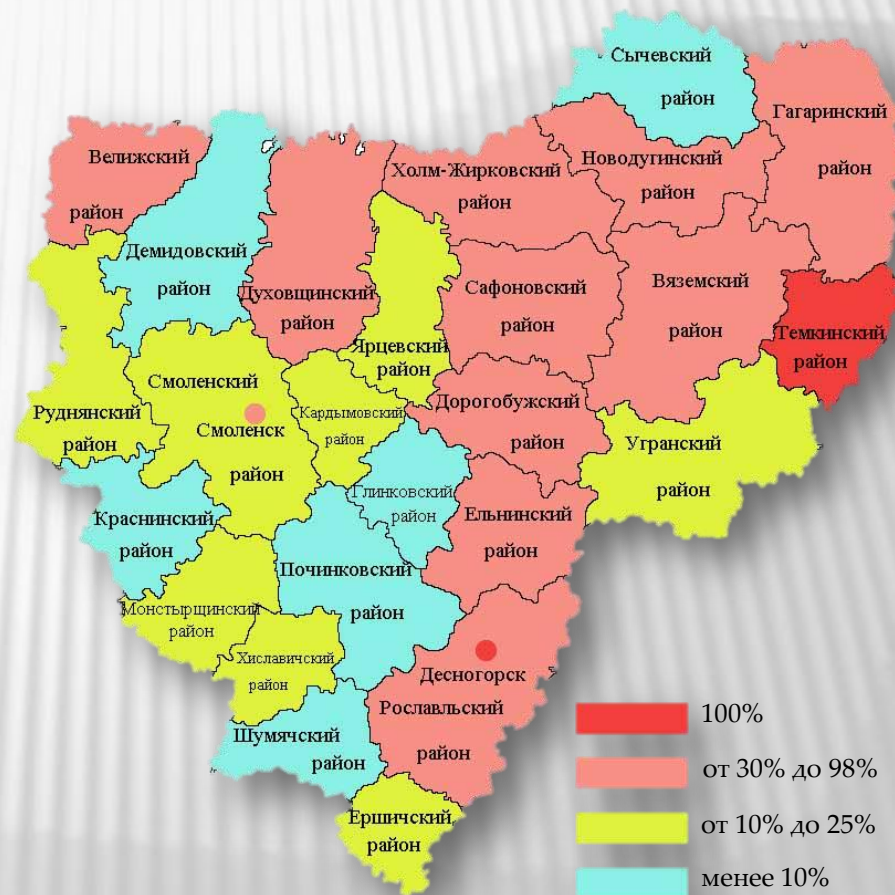 Сычевский
район
Гагаринский
район
Велижский
район
Холм-Жирковский
район
Новодугинский
район
Демидовский
район
Духовщинский
район
Сафоновский
район
Вяземский
район
Темкинский
район
Ярцевский
район
Смоленский
Смоленск
район
Руднянский
район
Кардымовский
район
Дорогобужский
район
Угранский
район
Глинковский
район
Ельнинский
район
Краснинский
район
Починковский
район
Монстырщинский
район
Хиславичский
район
Десногорск
Рославльский
район
Шумячский
район
Ершичский
район
100%
от 30% до 98%
от 10% до 25%
менее 10%